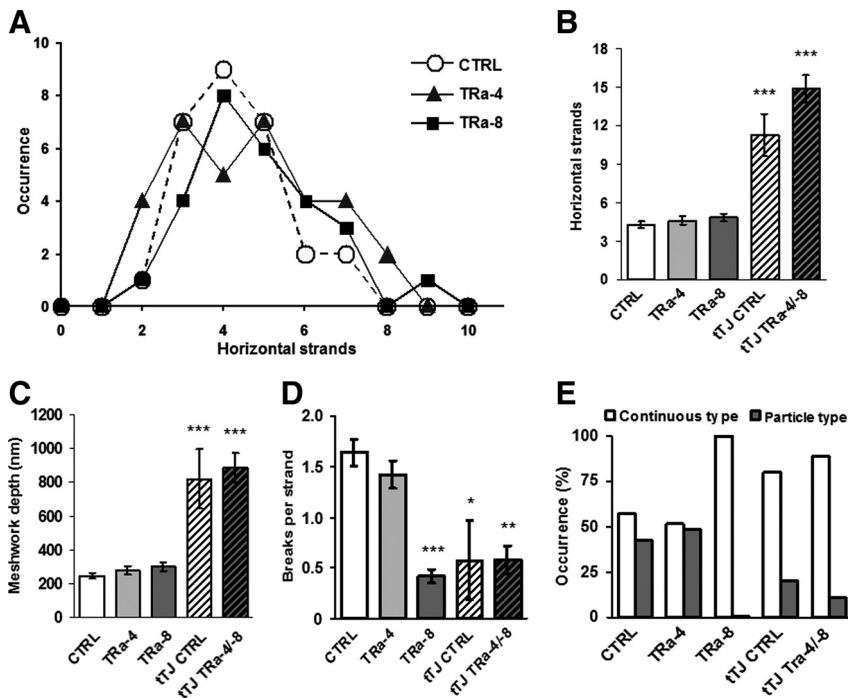 A
10
8
6
4
2
0
Occurrence
0 2 4 6 8 10
Horizontal strands
CTRL
TRa-4
TRa-8
B
18
15
12
9
6
3
0
Horizontal strands
***
***
CTRL
TRa-4
TRa-8
tTJ CTRL
tTJ TRa-4/-8
C
1200
1000
800
600
400
200
0
Meshwork depth (nm)
***
***
CTRL
TRa-4
TRa-8
tTJ CTRL
tTJ TRa-4/-8
D
2.0
1.5
1.0
0.5
0
Breaks per strand
***
*
**
CTRL
TRa-4
TRa-8
tTJ CTRL
tTJ TRa-4/-8
E
Continuous type Particle type
100
75
50
25
0
Occurrence (%)
CTRL
TRa-4
TRa-8
tTJ CTRL
tTJ Tra-4/-8